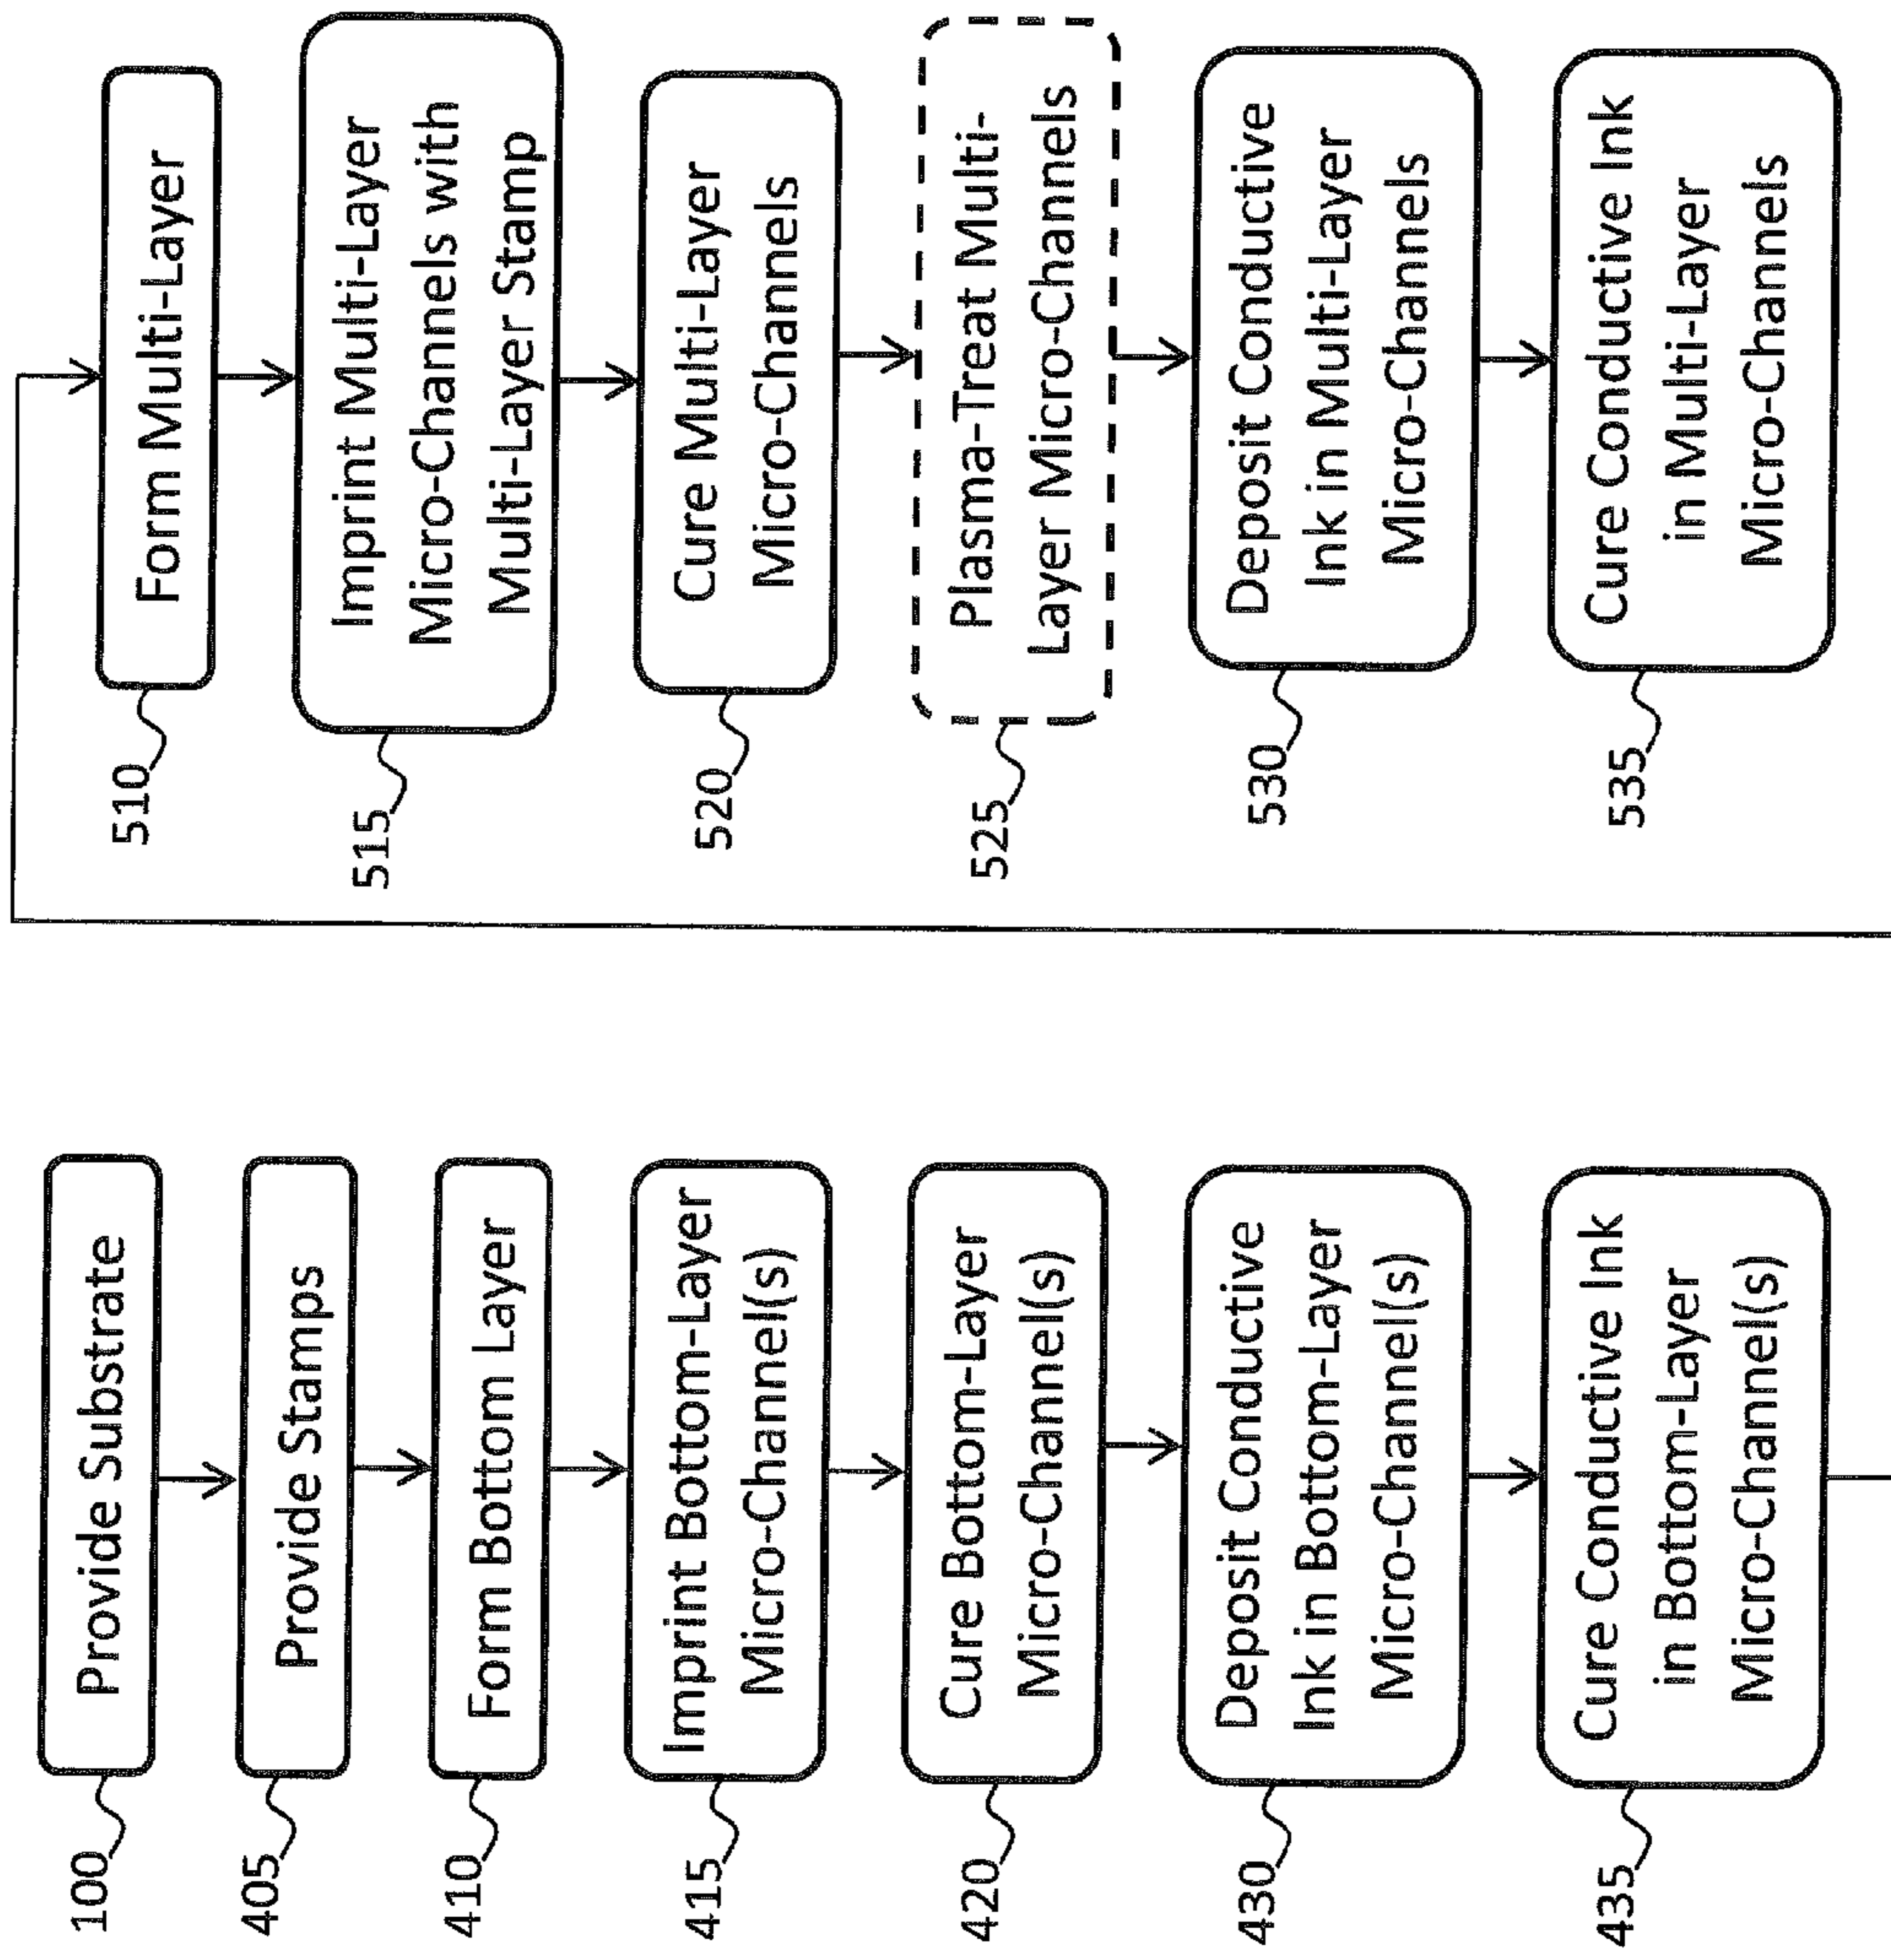 100
Provide Substrate
405
Provide Stamps
410
Form Bottom Layer
415
Imprint Bottom-Layer
Micro-Channel(s)
420
Cure Bottom-Layer
Micro-Channel(s)
430
Deposit Conductive
Ink in Bottom-Layer
Micro-Channel(s)
435
Cure Conductive Ink
in Bottom-Layer
Micro-Channel(s)
510
Form Multi-Layer
515
Imprint Multi-Layer
Micro-Channels with
Multi-Layer Stamp
520
Cure Multi-Layer
Micro-Channels
525
Plasma-Treat Multi-
Layer Micro-Channels
530
Deposit Conductive
Ink in Multi-Layer
Micro-Channels
535
Cure Conductive Ink
in Multi-Layer
Micro-Channels